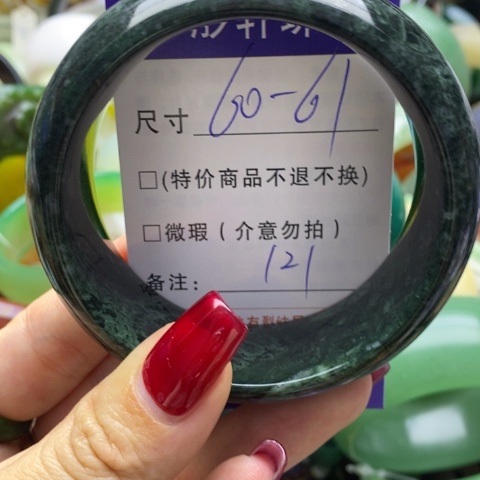 尺寸 60-61
□(特价商品不退不换)
□微瑕(介意勿拍)
备注: 121